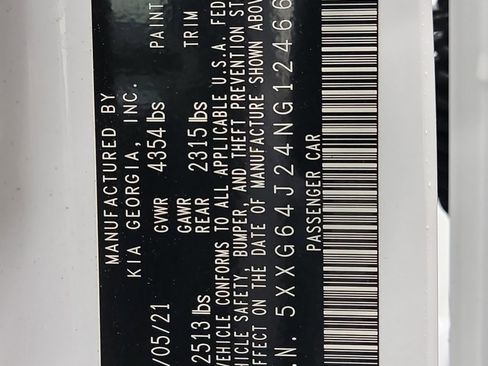 MANUFACTURED BY
KIA GEORGIA, INC.
/05/21 GVWR 4354 lbs PAINT
GAWR TRIM
2513 lbs REAR 2315 lbs
VEHICLE CONFORMS TO ALL APPLICABLE U.S.A. FED
HICLE SAFETY, BUMPER, AND THEFT PREVENTION ST
EFFECT ON THE DATE OF MANUFACTURE SHOWN ABOV
.N. 5XXG64J24NG12466
PASSENGER CAR